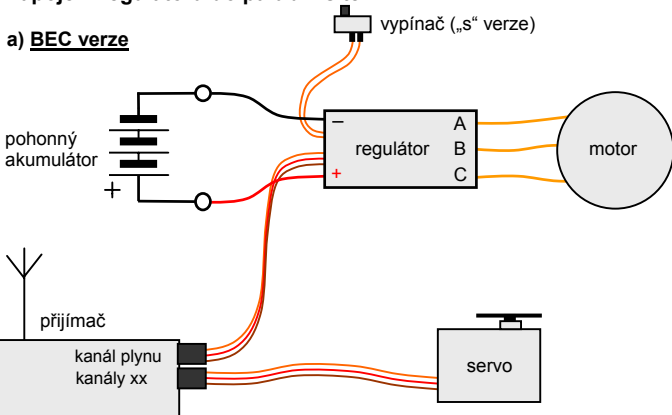 a) BEC verze
vypínač („s“ verze)
pohonný
akumulátor
+
−
+
regulátor
A
B
C
motor
přijímač
kanál plynu
kanály xx
servo